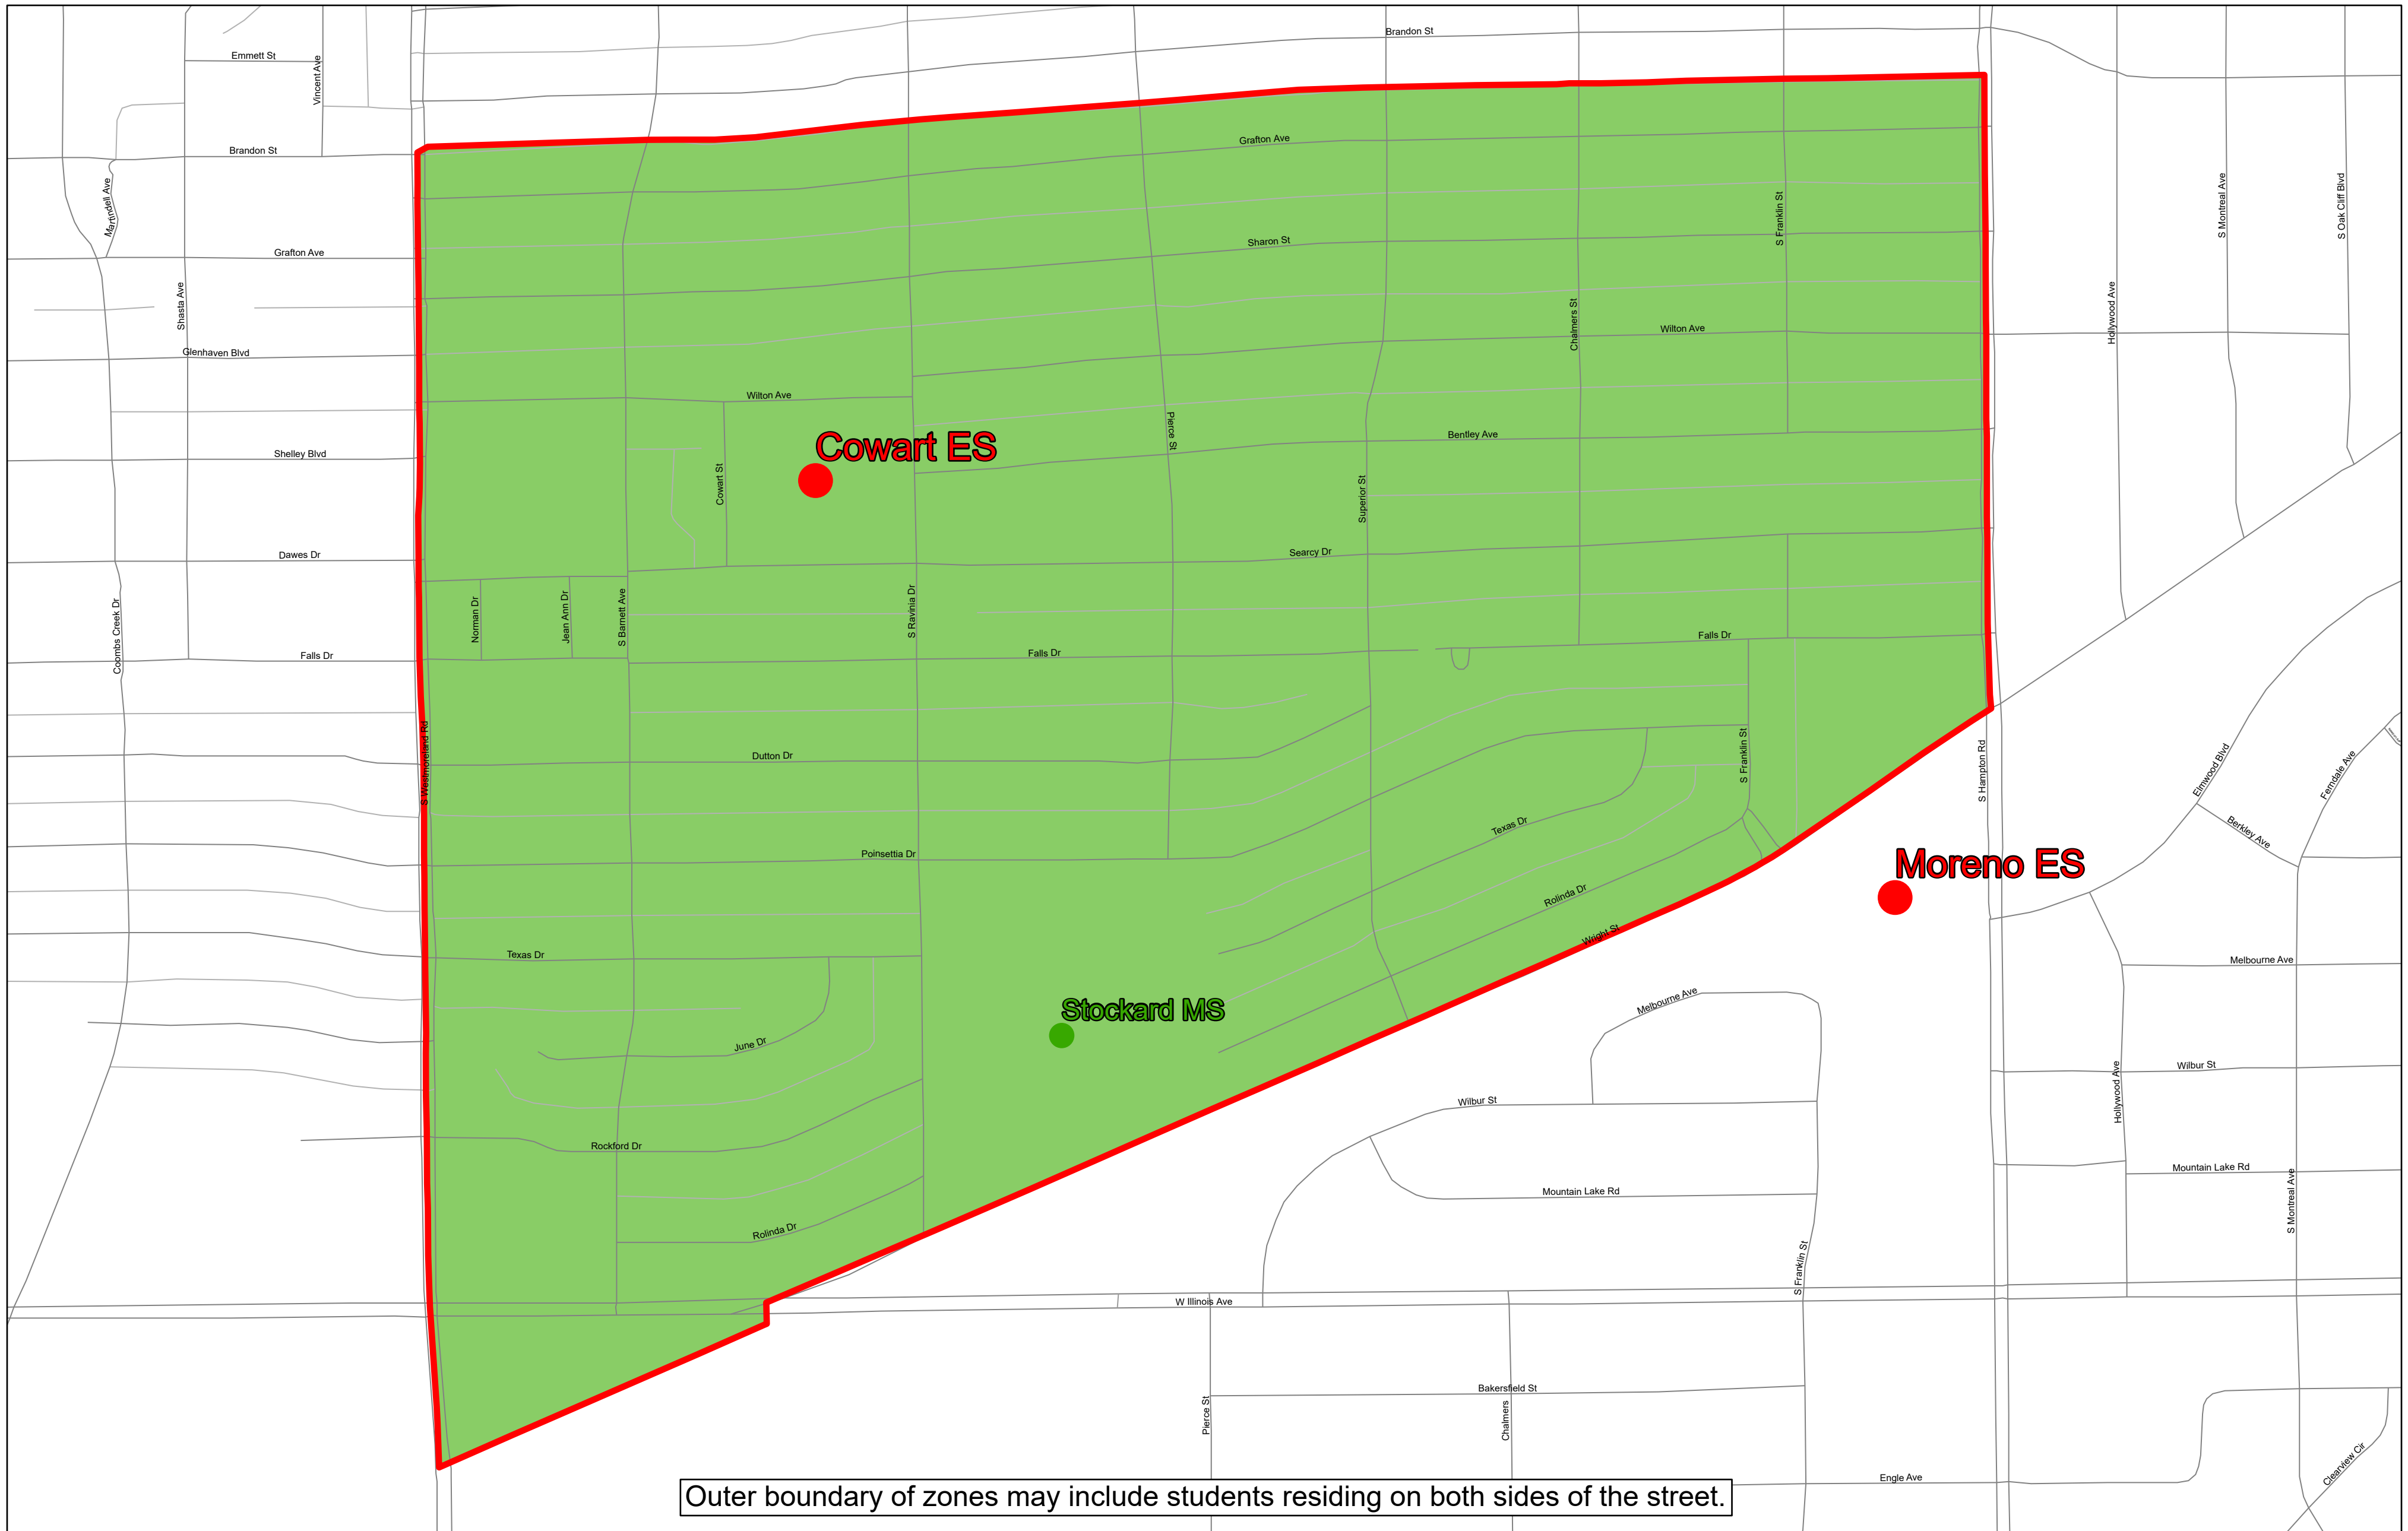 Brandon St
Emmett St
Vincent Ave
Brandon St
Grafton Ave
Martindell Ave
S Franklin St
S Montreal Ave
S Oak Cliff Blvd
Grafton Ave
Sharon St
Shasta Ave
Chalmers St
Hollywood Ave
Wilton Ave
Glenhaven Blvd
Wilton Ave
Pierce St
Bentley Ave
Cowart ES
Shelley Blvd
Cowart St
Superior St
Dawes Dr
Searcy Dr
Coombs Creek Dr
Norman Dr
Jean Ann Dr
S Barnett Ave
S Ravinia Dr
Falls Dr
Falls Dr
Falls Dr
S Westmoreland Rd
Dutton Dr
S Franklin St
S Hampton Rd
Elmwood Blvd
Ferndale Ave
Texas Dr
Berkley Ave
Poinsettia Dr
Moreno ES
Rolinda Dr
Wright St
Texas Dr
Melbourne Ave
Melbourne Ave
Stockard MS
June Dr
Wilbur St
Hollywood Ave
Wilbur St
Rockford Dr
Mountain Lake Rd
Mountain Lake Rd
S Montreal Ave
Rolinda Dr
S Franklin St
W Illinois Ave
Bakersfield St
Pierce St
Chalmers
Clearview Cir
Engle Ave
Outer boundary of zones may include students residing on both sides of the street.